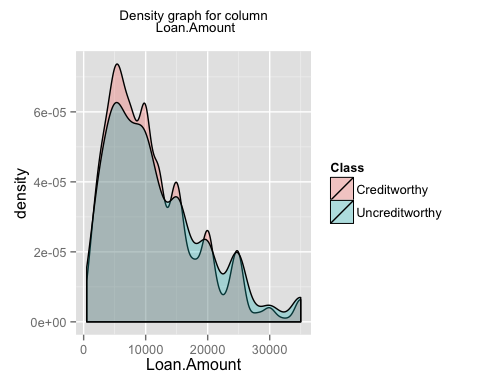 Density graph for column
Loan.Amount
density
6e-05
4e-05
2e-05
0e+00
0
10000
20000
30000
Loan.Amount
Class
Creditworthy
Uncreditworthy